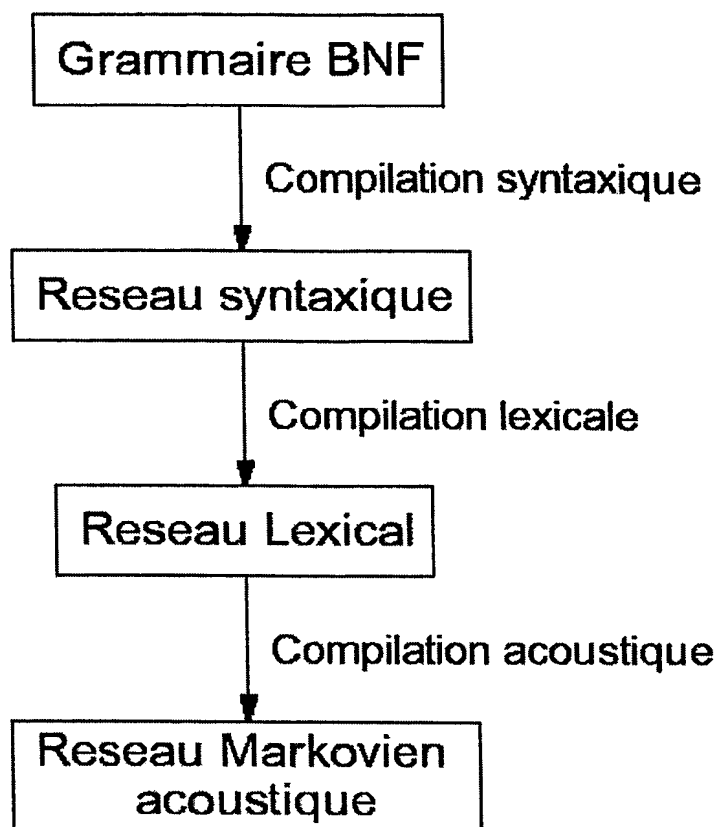 Grammaire BNF
Compilation syntaxique
Reseau syntaxique
Compilation lexicale
Reseau Lexical
Compilation acoustique
Reseau Markovien
acoustique